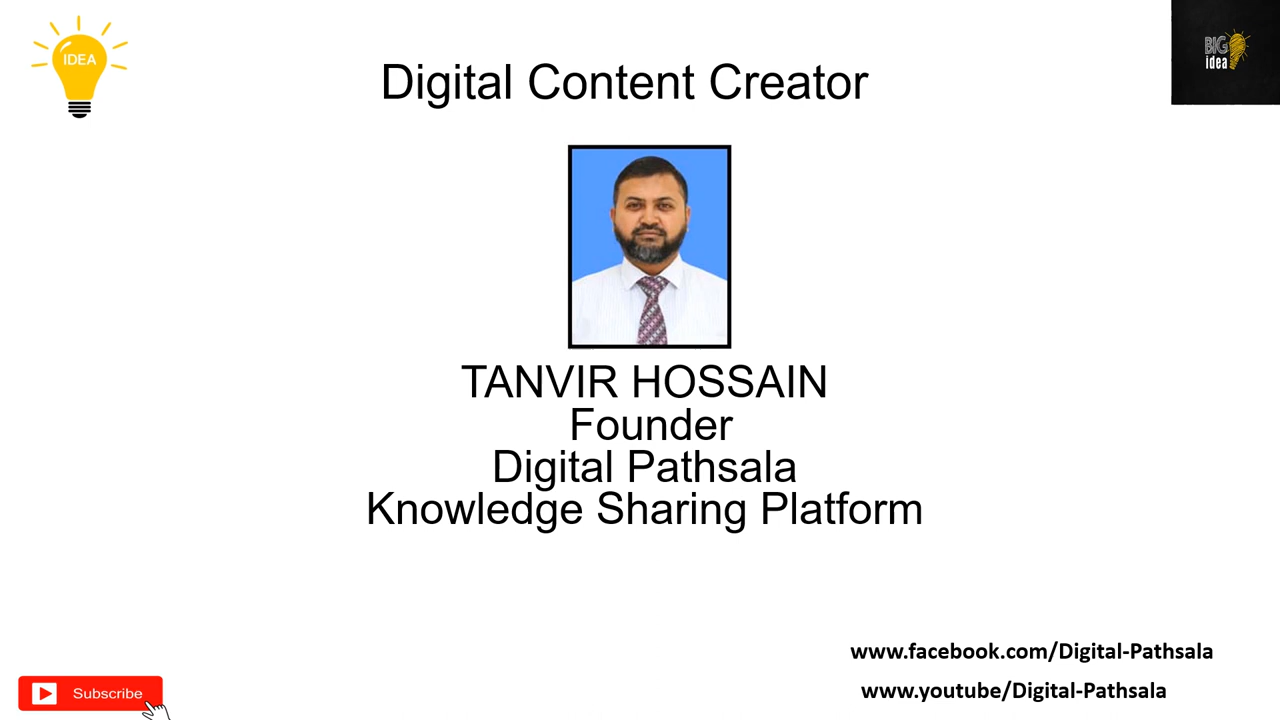 IDEA
BIG
idea
Digital Content Creator
TANVIR HOSSAIN
Founder
Digital Pathsala
Knowledge Sharing Platform
www.facebook.com/Digital-Pathsala
www.youtube/Digital-Pathsala
Subscribe